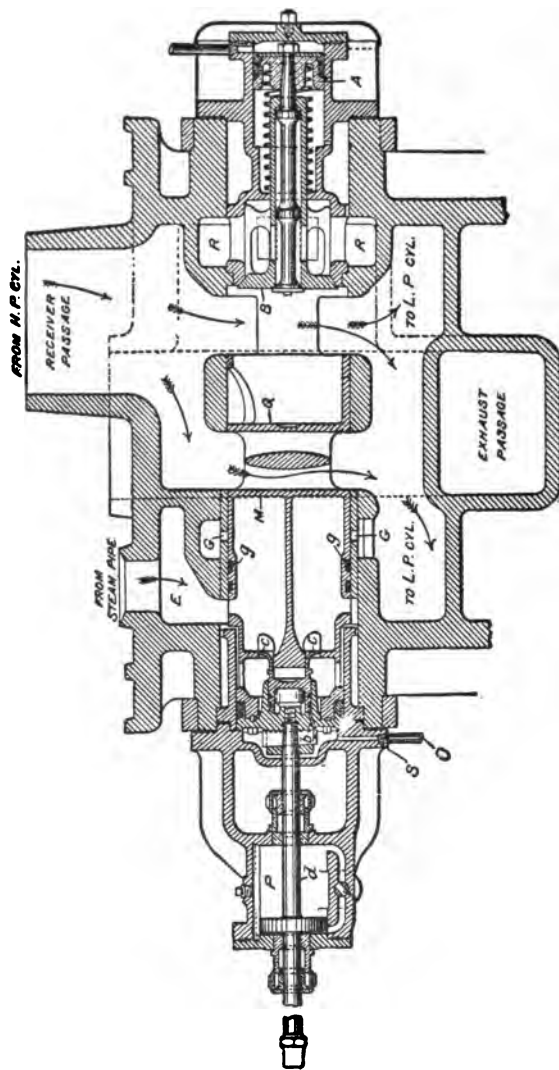 FROM H.P. CYL.
RECEIVER
PASSAGE
FROM
STEAM PIPE
E
G
g
M
Q
B
R
R
A
TO L.P. CYL.
EXHAUST
PASSAGE
TO L.P. CYL.
G
g
C
C
b
S
O
P
d